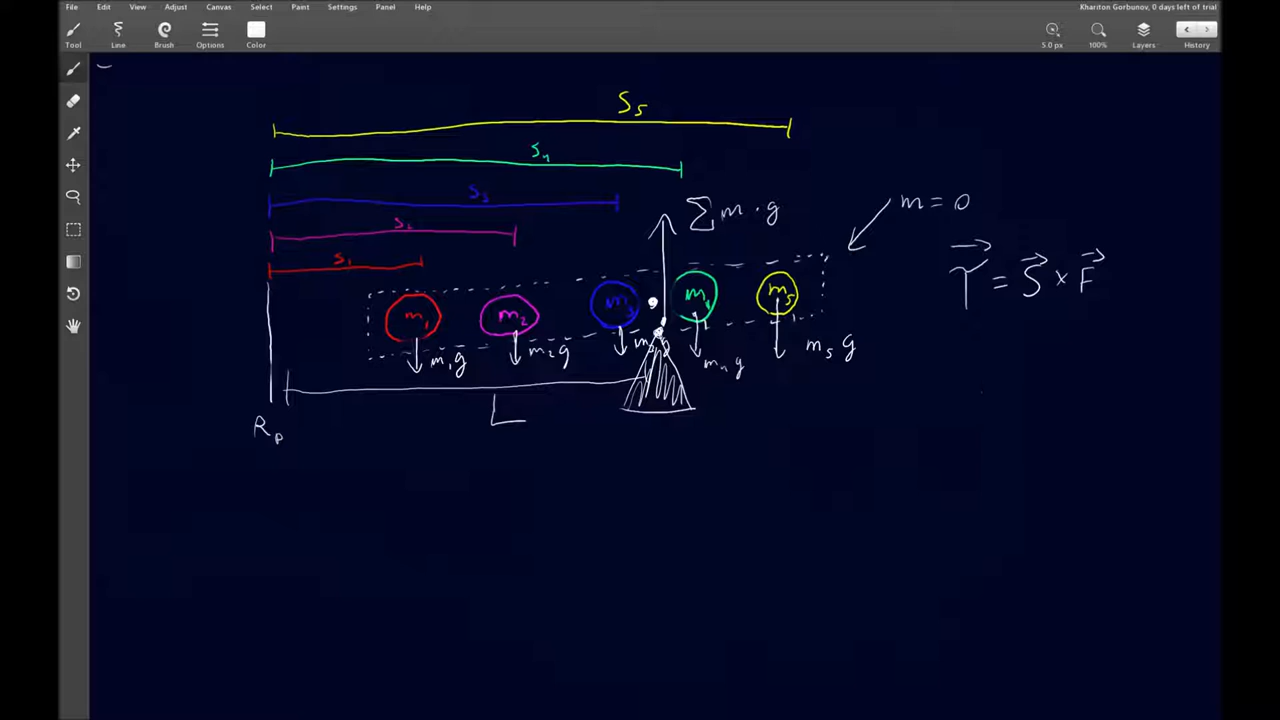 File Edit View Adjust Canvas Select Paint Settings Panel Help
Khariton Gorbunov, 0 days left of trial
Tool Line Brush Options Color
5.0 px 100% Layers History
S5
S4
S3
S2
S1
∑ m · g
m = 0
τ = S × F
m1 m2 m3 m4 m5
m1g m2g m4g m5g
L
Rp